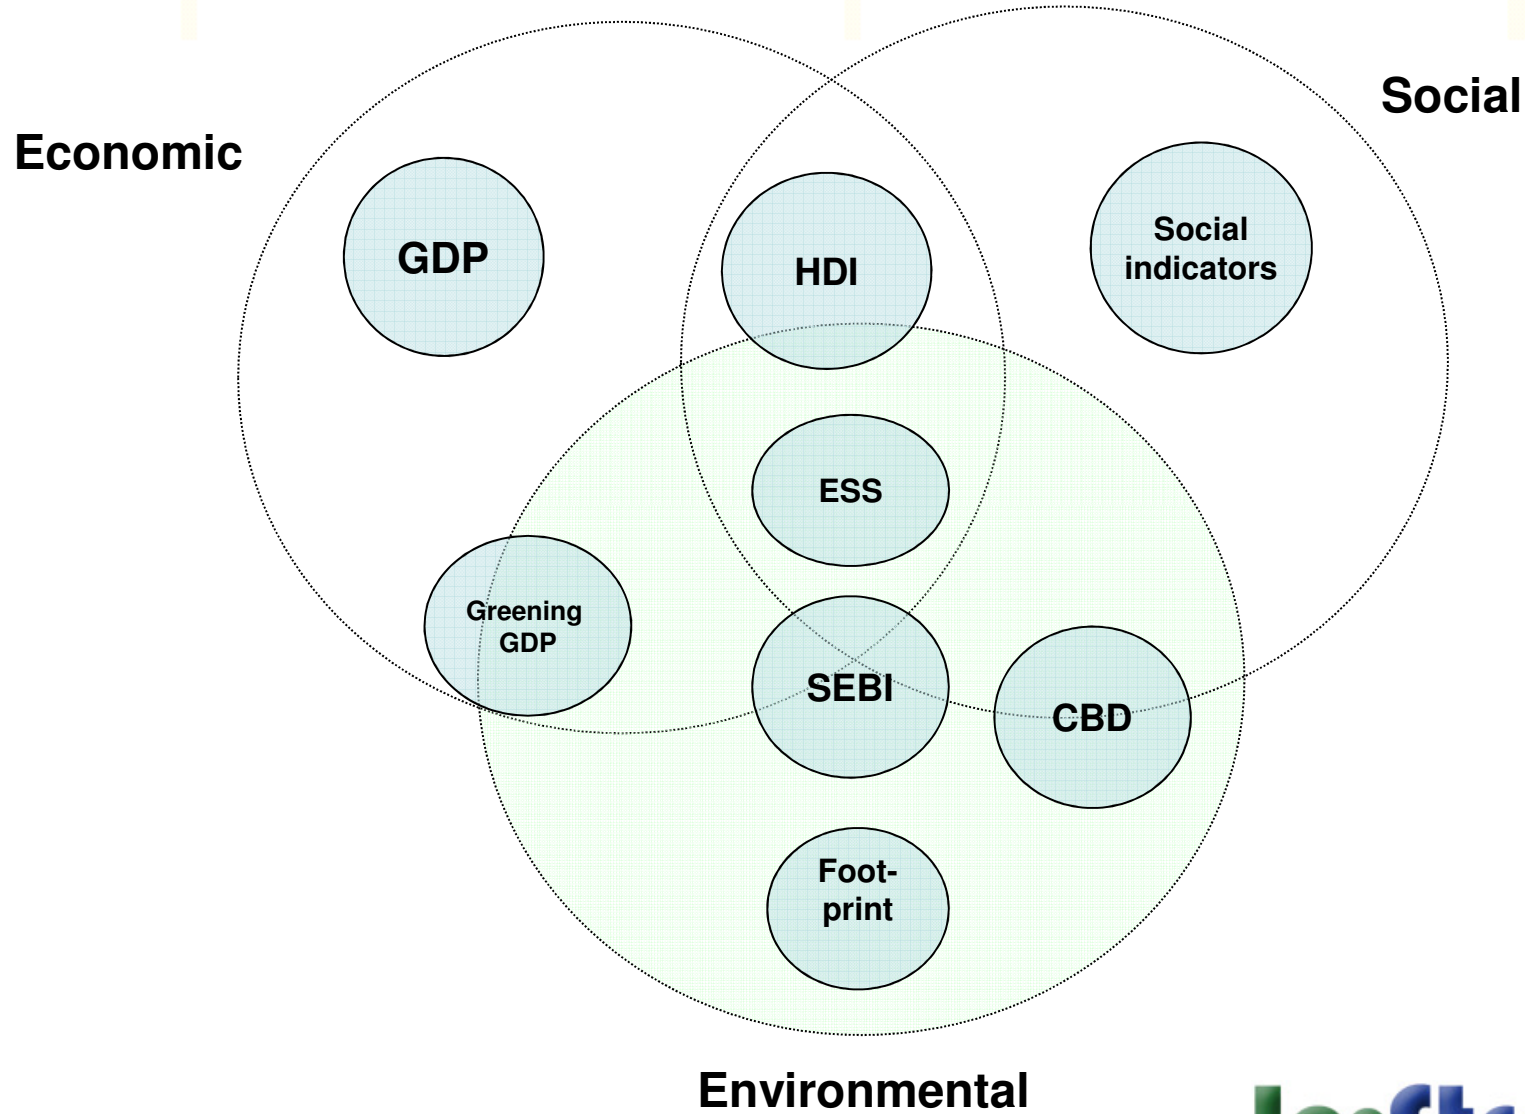 Social
Economic
GDP
HDI
Social
indicators
ESS
Greening
GDP
SEBI
CBD
Foot-
print
Environmental